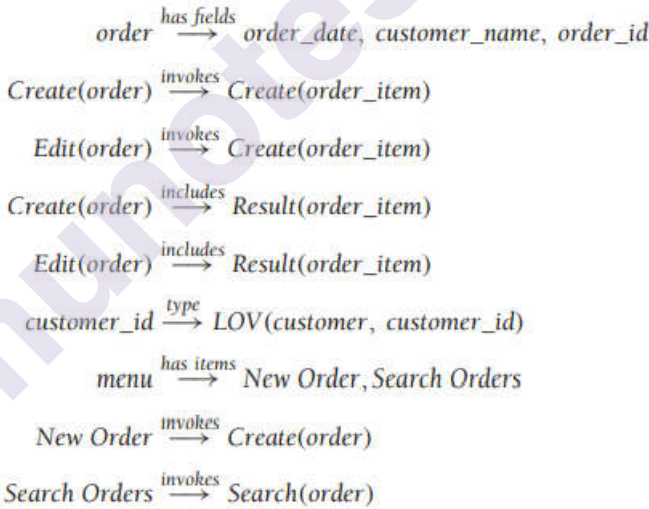 order has fields ⟶ order_date, customer_name, order_id
Create(order) invokes ⟶ Create(order_item)
Edit(order) invokes ⟶ Create(order_item)
Create(order) includes ⟶ Result(order_item)
Edit(order) includes ⟶ Result(order_item)
customer_id type ⟶ LOV(customer, customer_id)
menu has items ⟶ New Order, Search Orders
New Order invokes ⟶ Create(order)
Search Orders invokes ⟶ Search(order)